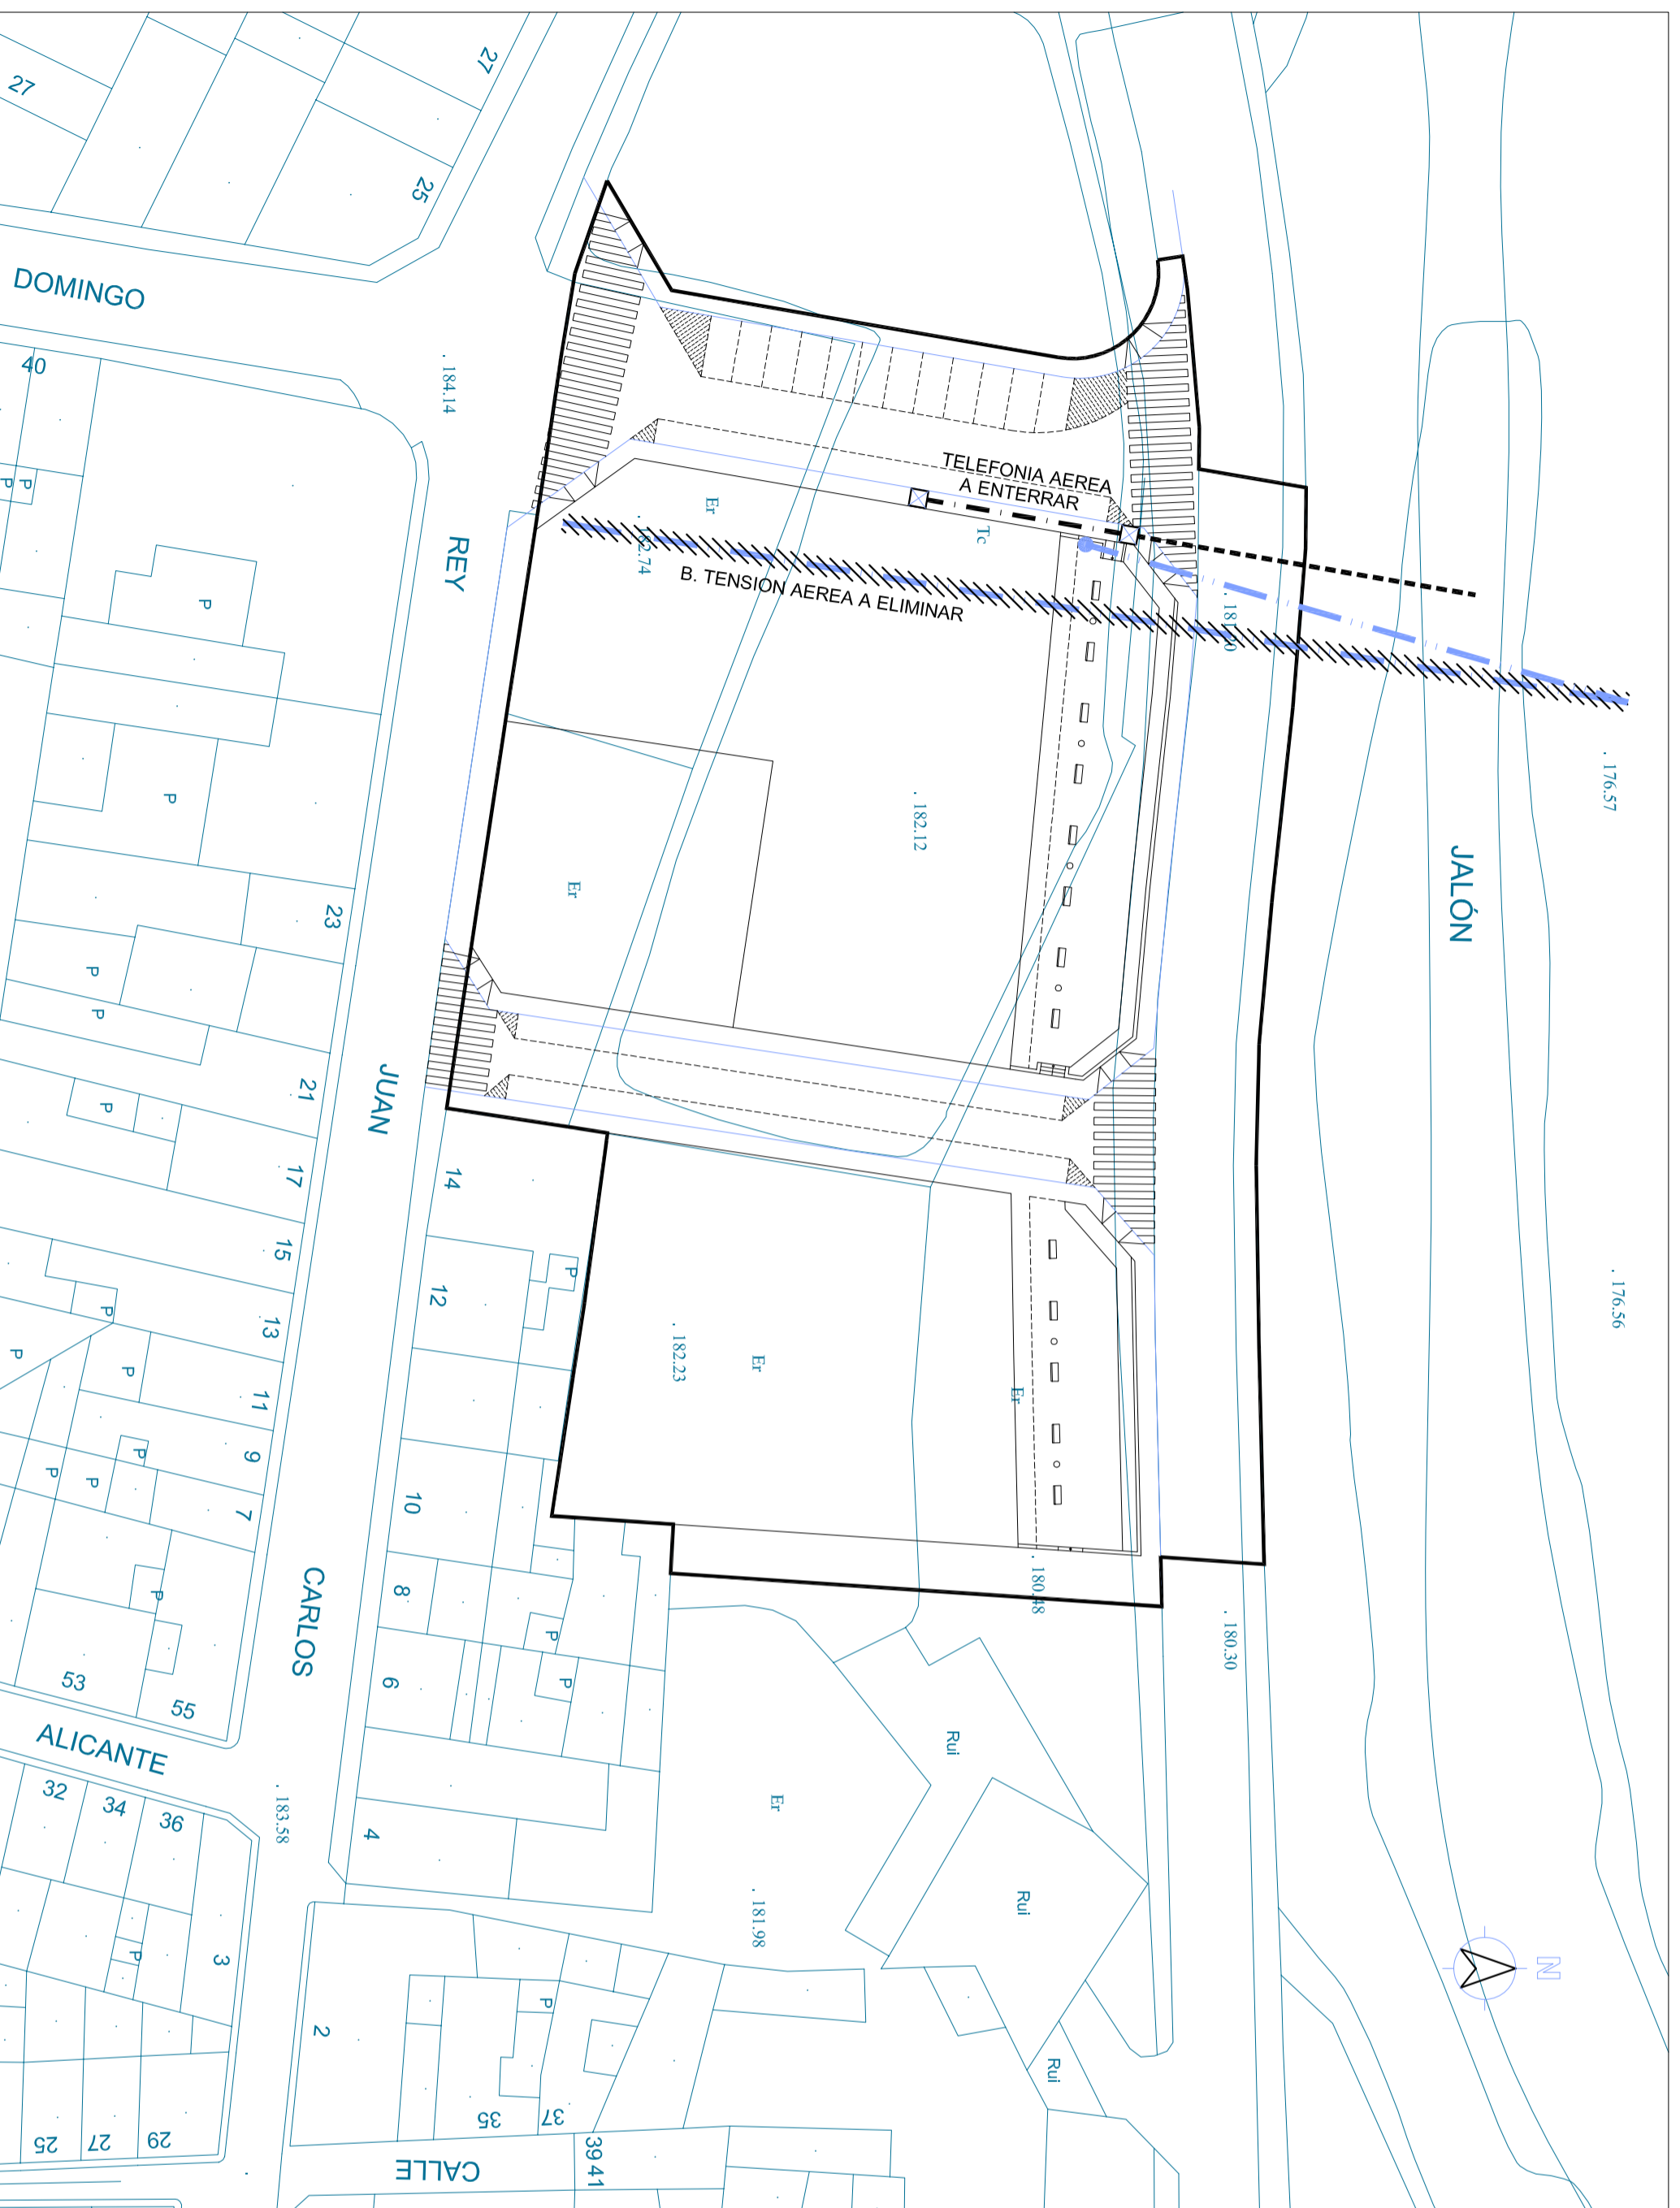 27
27
25
DOMINGO
40
P
P
. 184.14
REY
TELEFONIA AEREA
A ENTERRAR
Er
Tc
. 182.74
B. TENSION AEREA A ELIMINAR
. 176.57
JALÓN
. 182.12
P
P
Er
23
P
P
21
P
JUAN
17
14
15
12
P
. 176.56
13
P
P
11
P
. 182.23
Er
Er
9
P
P
P
7
10
P
8
. 180.48
. 180.30
53
55
P
6
P
CARLOS
ALICANTE
Rui
32
34
36
. 183.58
4
Er
Rui
. 181.98
N
3
P
2
P
Rui
35
37
25
27
29
CALLE
39
41